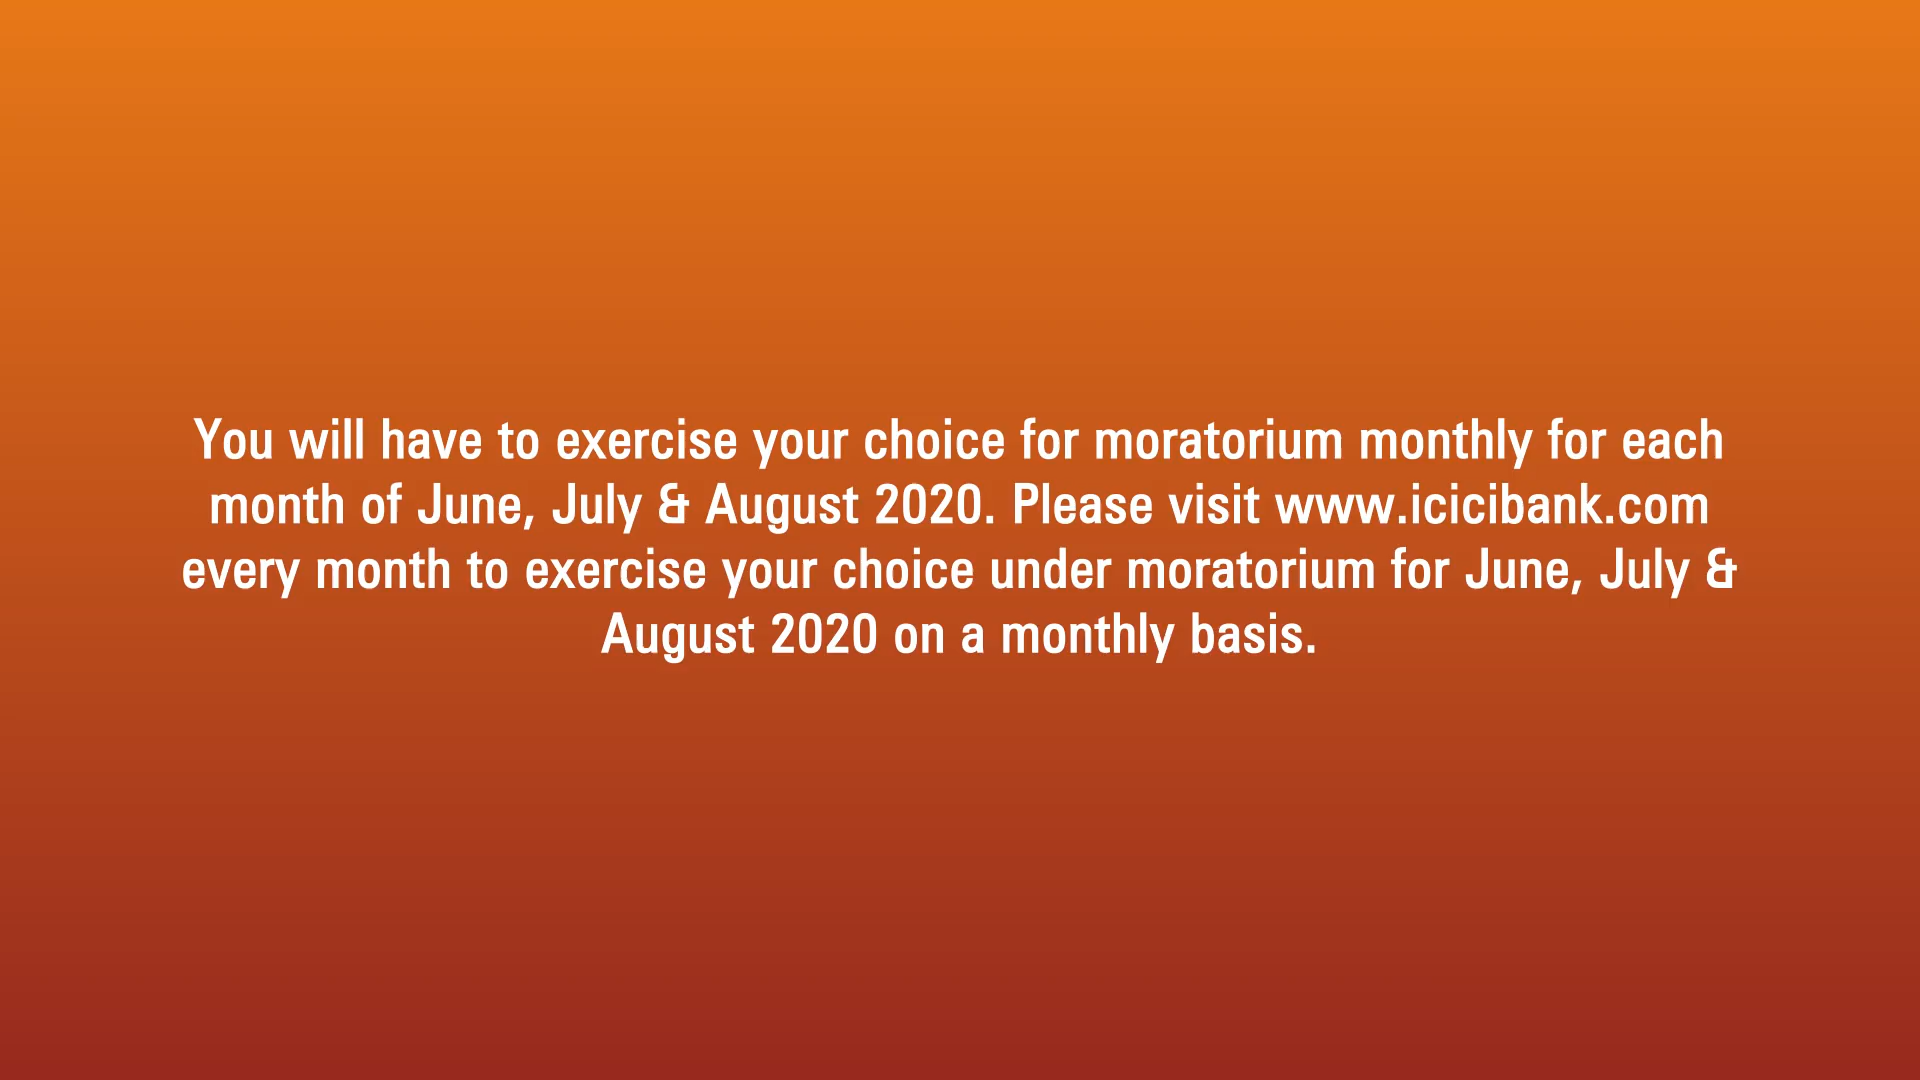 You will have to exercise your choice for moratorium monthly for each
month of June, July & August 2020. Please visit www.icicibank.com
every month to exercise your choice under moratorium for June, July &
August 2020 on a monthly basis.